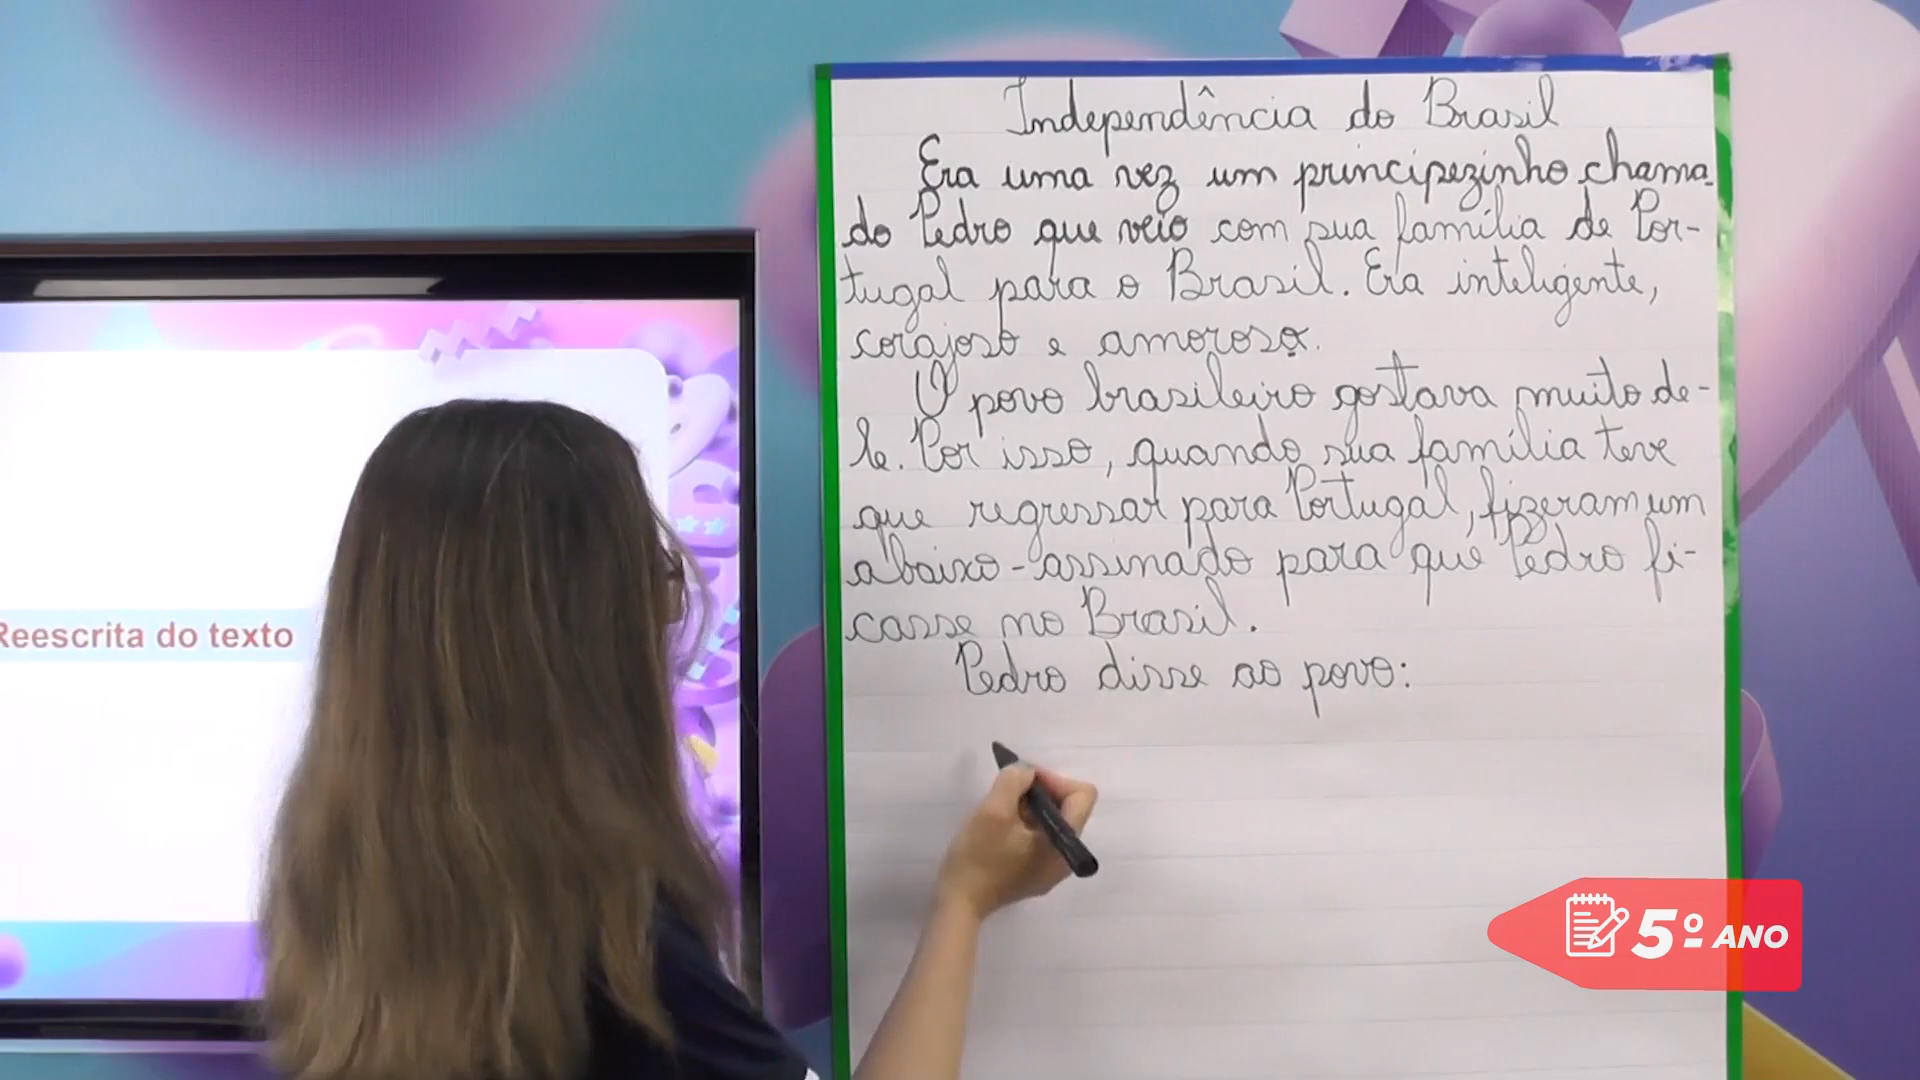 Independência do Brasil
Era uma vez um principezinho chama-
do Pedro que veio com sua família de Por-
tugal para o Brasil. Era inteligente,
corajoso e amoroso.
O povo brasileiro gostava muito de-
le. Por isso, quando sua família teve
que regressar para Portugal, fizeram um
abaixo-assinado para que Pedro fi-
casse no Brasil.
Pedro disse ao povo:
Reescrita do texto
5º ANO